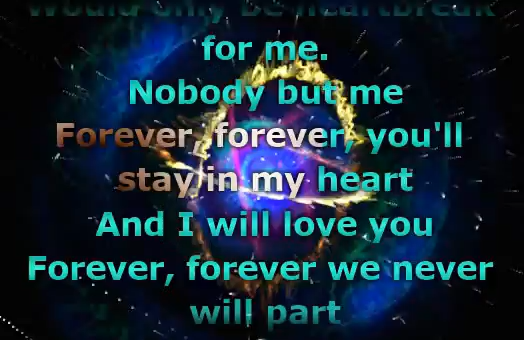 Would only be heartbreak
for me.
Nobody but me
Forever, forever, you'll
stay in my heart
And I will love you
Forever, forever we never
will part